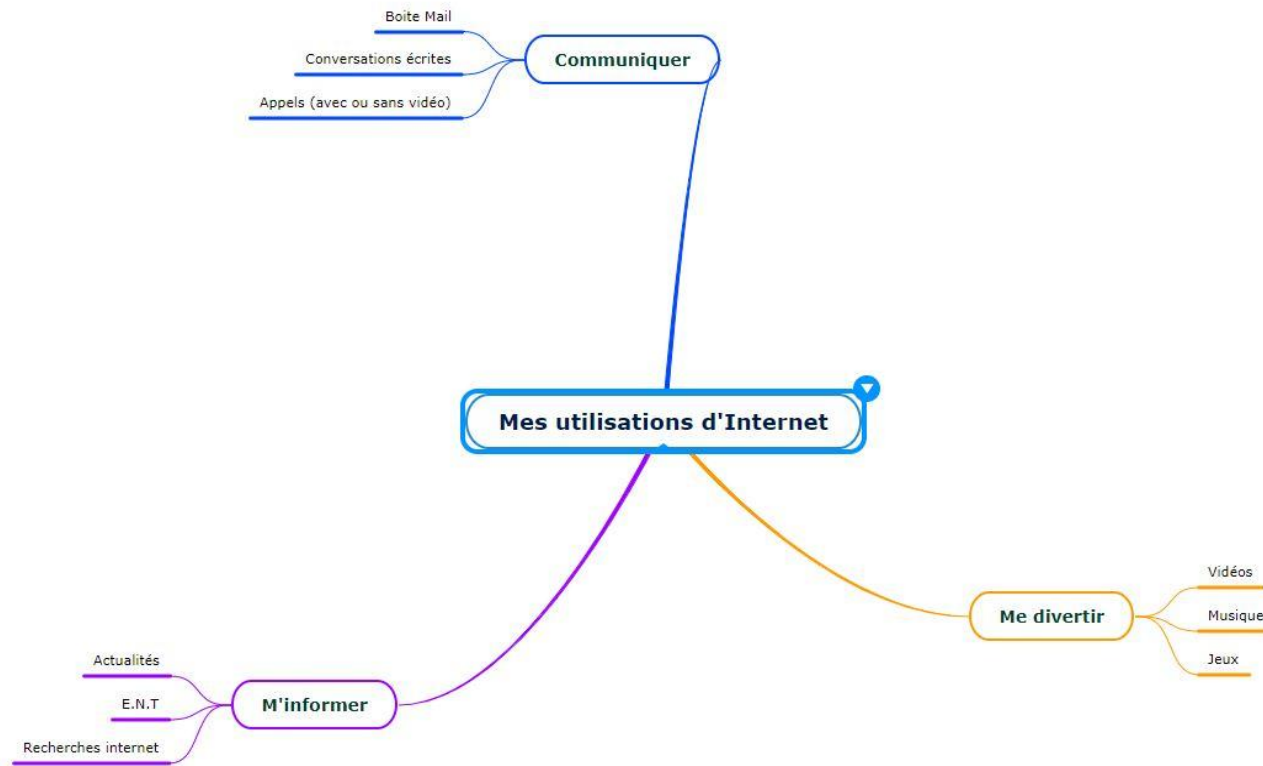 Boite Mail
Conversations écrites
Appels (avec ou sans vidéo)
Communiquer
Mes utilisations d'Internet
Me divertir
Vidéos
Musique
Jeux
M'informer
Actualités
E.N.T
Recherches internet